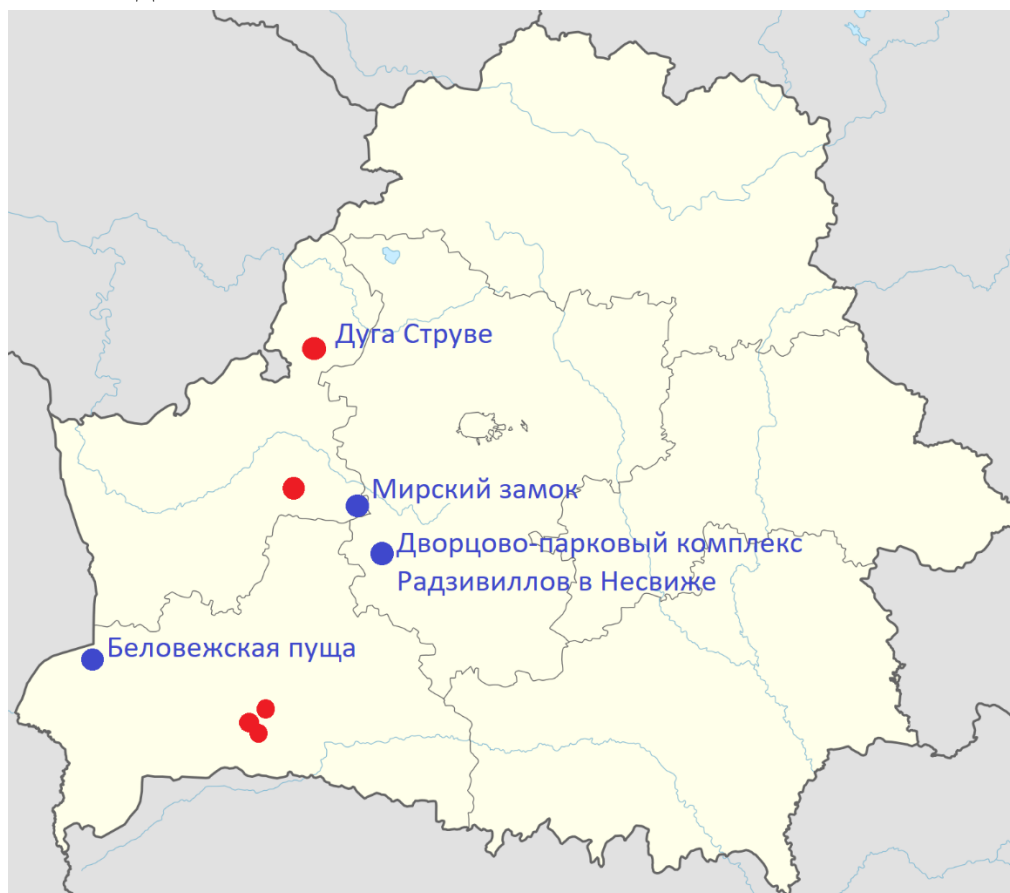 Дуга Струве
Мирский замок
Дворцово-парковый комплекс
Радзивиллов в Несвиже
Беловежская пуща